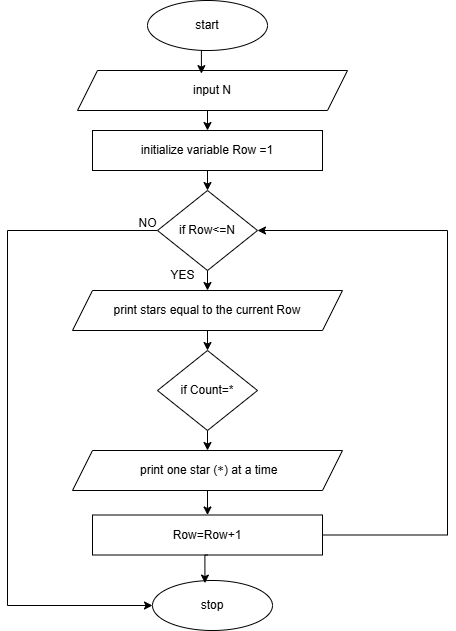 start
input N
initialize variable Row =1
NO
if Row<=N
YES
print stars equal to the current Row
if Count=*
print one star (*) at a time
Row=Row+1
stop